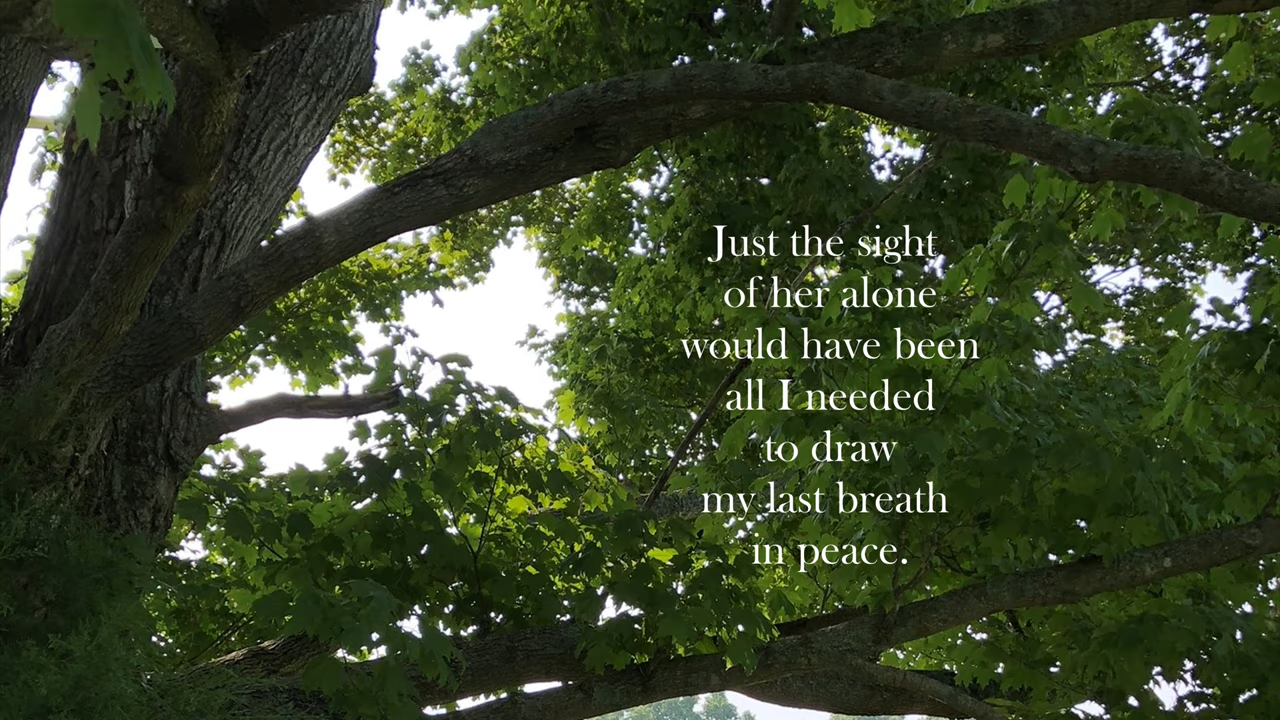 Just the sight
of her alone
would have been
all I needed
to draw
my last breath
in peace.